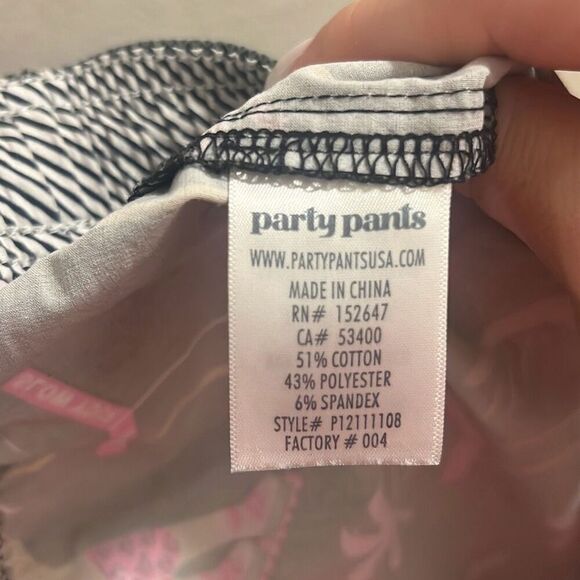 party pants
WWW.PARTYPANTSUSA.COM
MADE IN CHINA
RN# 152647
CA# 53400
51% COTTON
43% POLYESTER
6% SPANDEX
STYLE# P12111108
FACTORY # 004